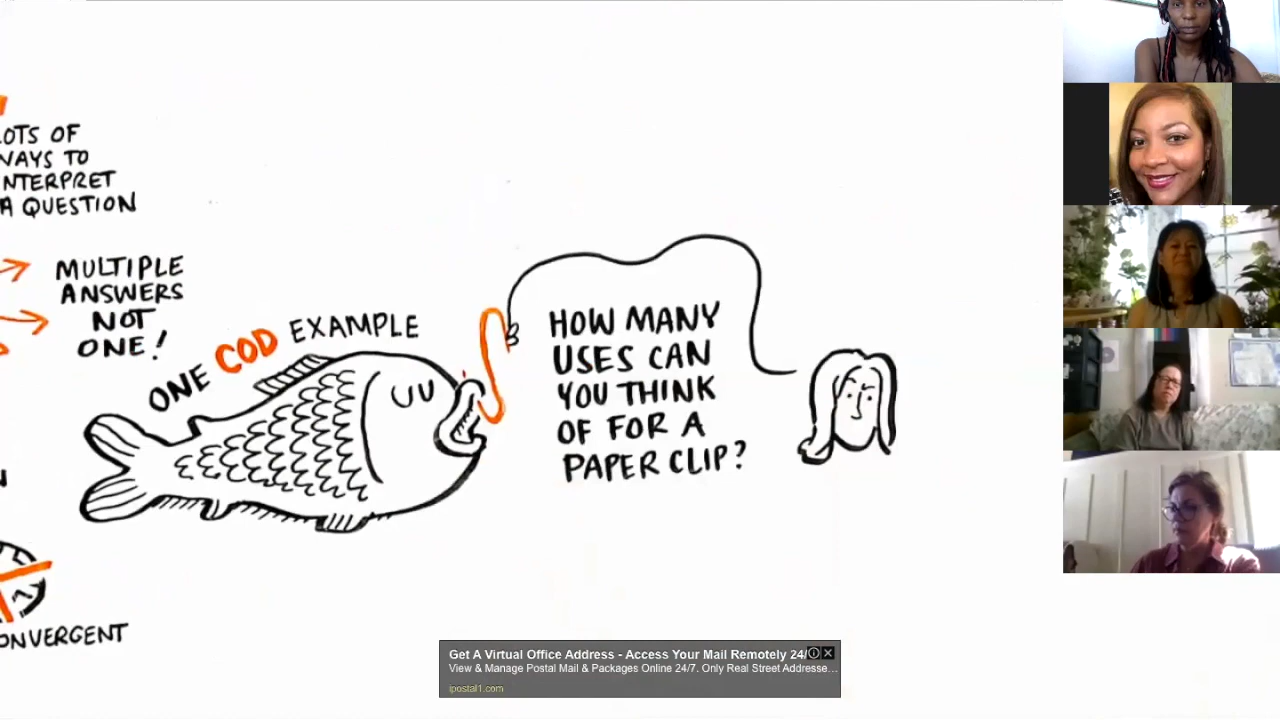 OTS OF
WAYS TO
NTERPRET
A QUESTION
MULTIPLE
ANSWERS
NOT
ONE!
ONE COD EXAMPLE
HOW MANY
USES CAN
YOU THINK
OF FOR A
PAPER CLIP?
ONVERGENT
Get A Virtual Office Address - Access Your Mail Remotely 24/
View & Manage Postal Mail & Packages Online 24/7. Only Real Street Addresse...
ipostal1.com